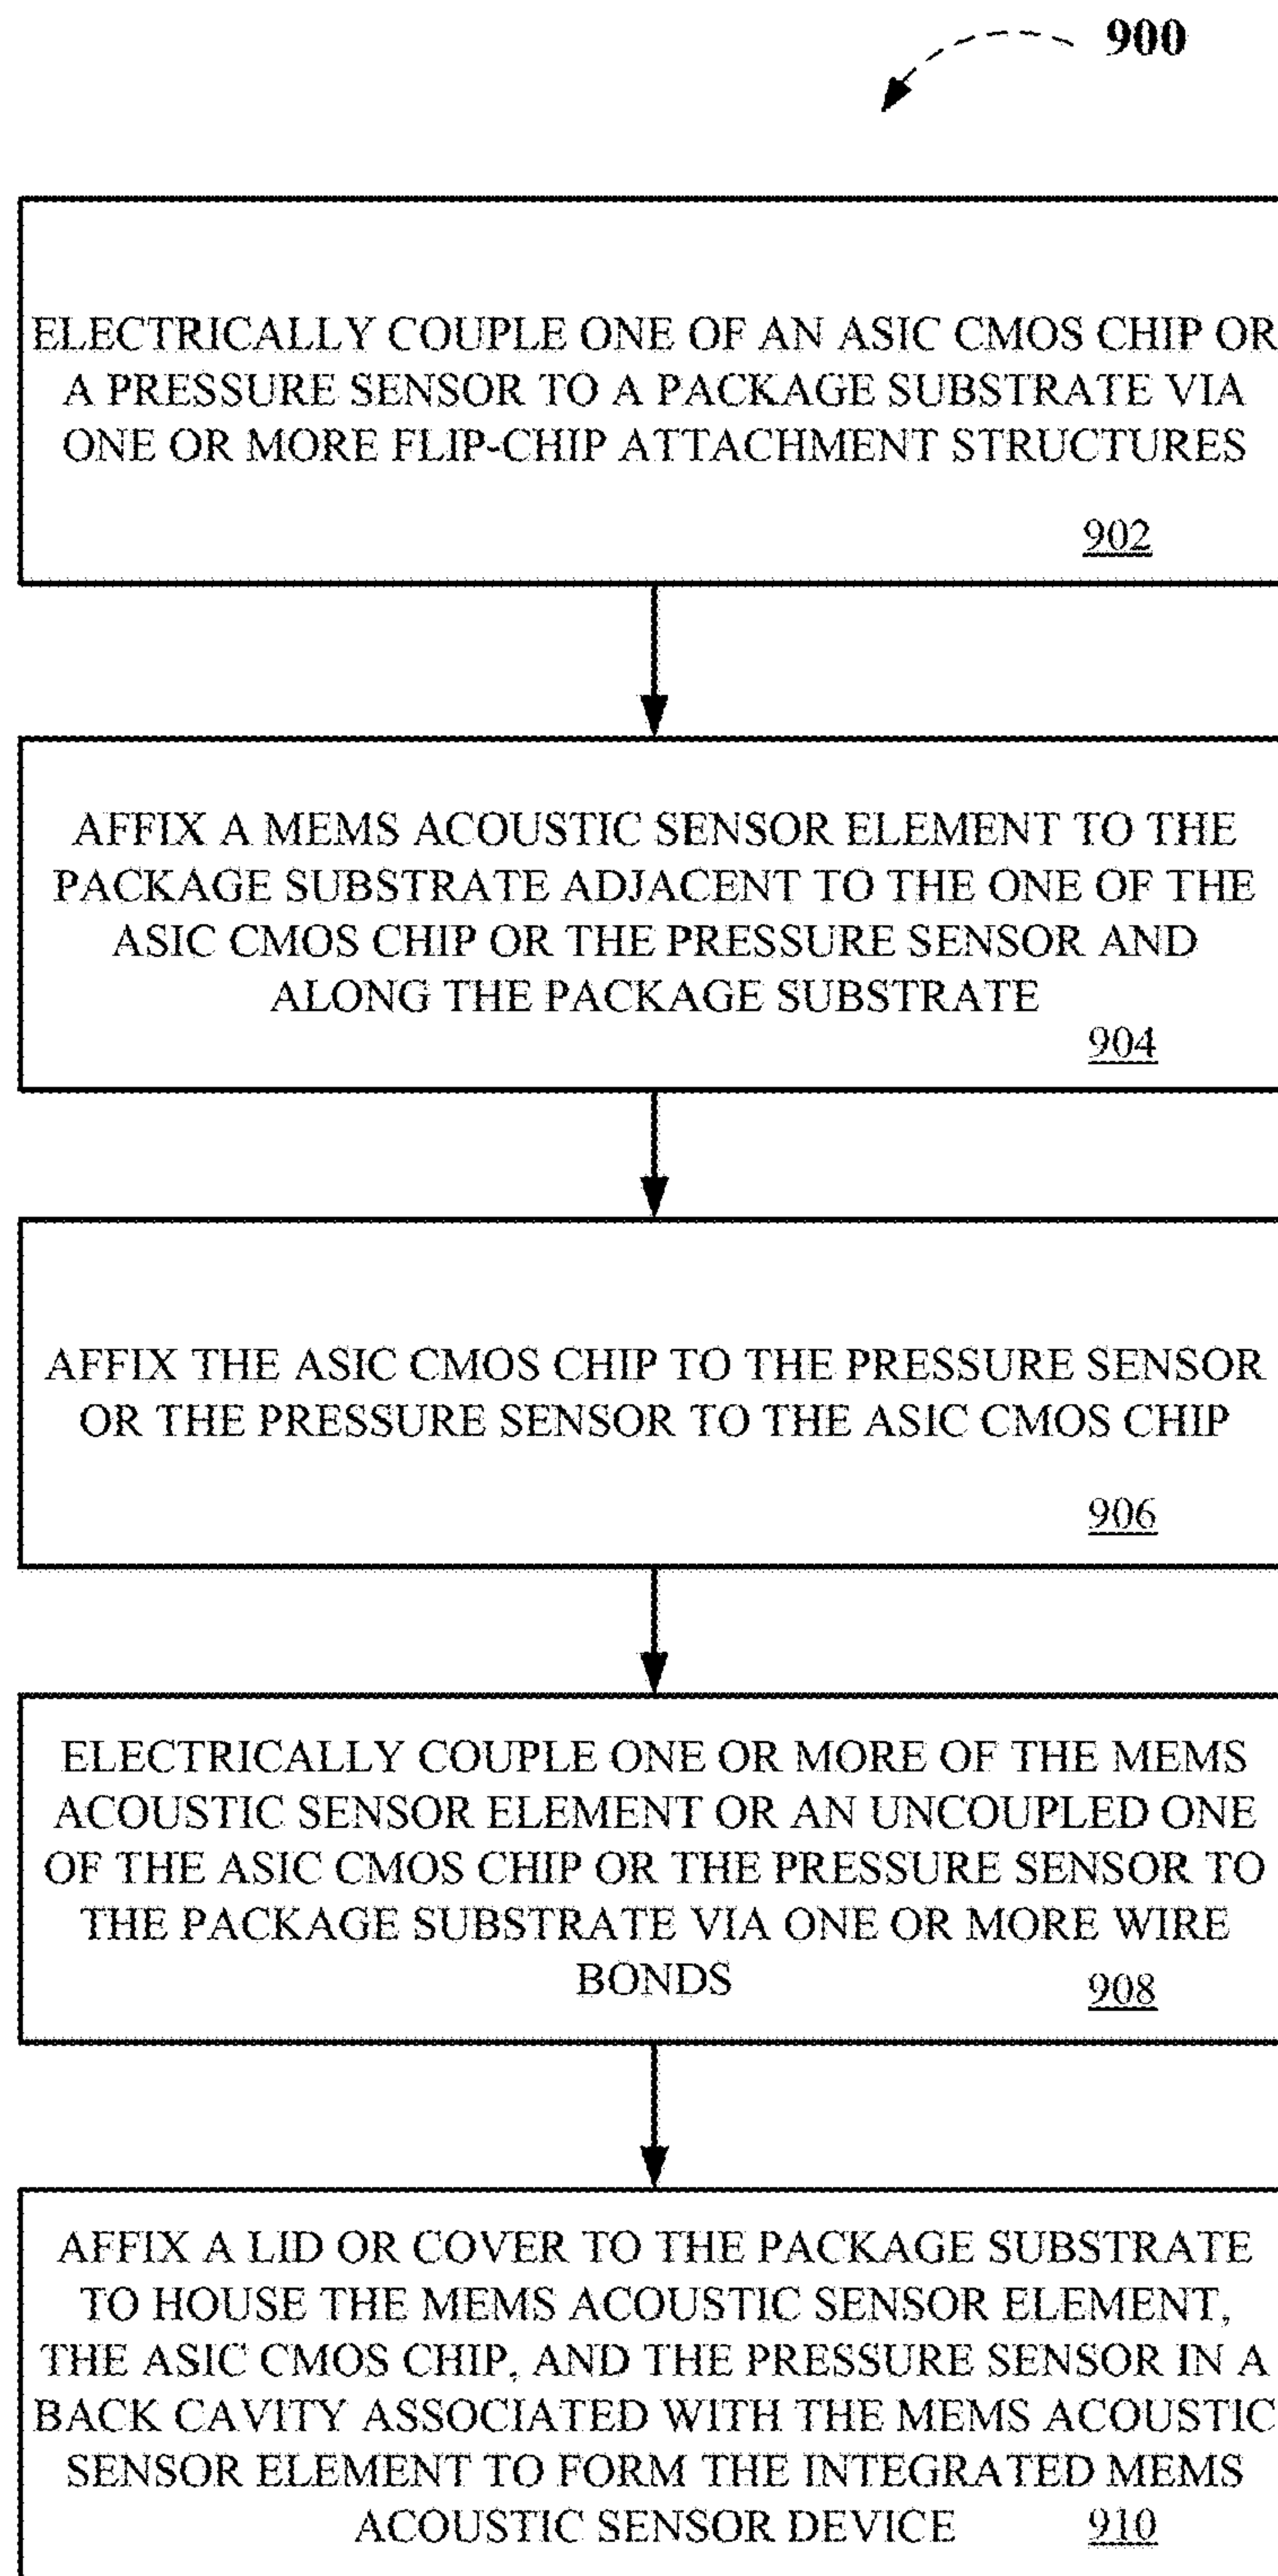 900
ELECTRICALLY COUPLE ONE OF AN ASIC CMOS CHIP OR
A PRESSURE SENSOR TO A PACKAGE SUBSTRATE VIA
ONE OR MORE FLIP-CHIP ATTACHMENT STRUCTURES
902
AFFIX A MEMS ACOUSTIC SENSOR ELEMENT TO THE
PACKAGE SUBSTRATE ADJACENT TO THE ONE OF THE
ASIC CMOS CHIP OR THE PRESSURE SENSOR AND
ALONG THE PACKAGE SUBSTRATE
904
AFFIX THE ASIC CMOS CHIP TO THE PRESSURE SENSOR
OR THE PRESSURE SENSOR TO THE ASIC CMOS CHIP
906
ELECTRICALLY COUPLE ONE OR MORE OF THE MEMS
ACOUSTIC SENSOR ELEMENT OR AN UNCOUPLED ONE
OF THE ASIC CMOS CHIP OR THE PRESSURE SENSOR TO
THE PACKAGE SUBSTRATE VIA ONE OR MORE WIRE
BONDS 908
AFFIX A LID OR COVER TO THE PACKAGE SUBSTRATE
TO HOUSE THE MEMS ACOUSTIC SENSOR ELEMENT,
THE ASIC CMOS CHIP, AND THE PRESSURE SENSOR IN A
BACK CAVITY ASSOCIATED WITH THE MEMS ACOUSTIC
SENSOR ELEMENT TO FORM THE INTEGRATED MEMS
ACOUSTIC SENSOR DEVICE 910